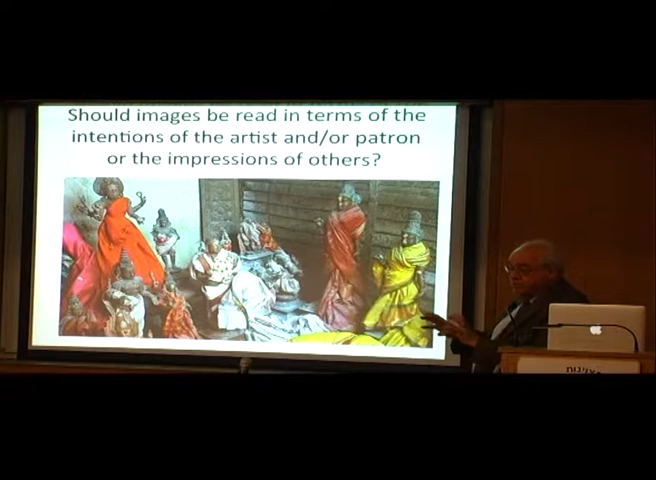 Should images be read in terms of the
intentions of the artist and/or patron
or the impressions of others?